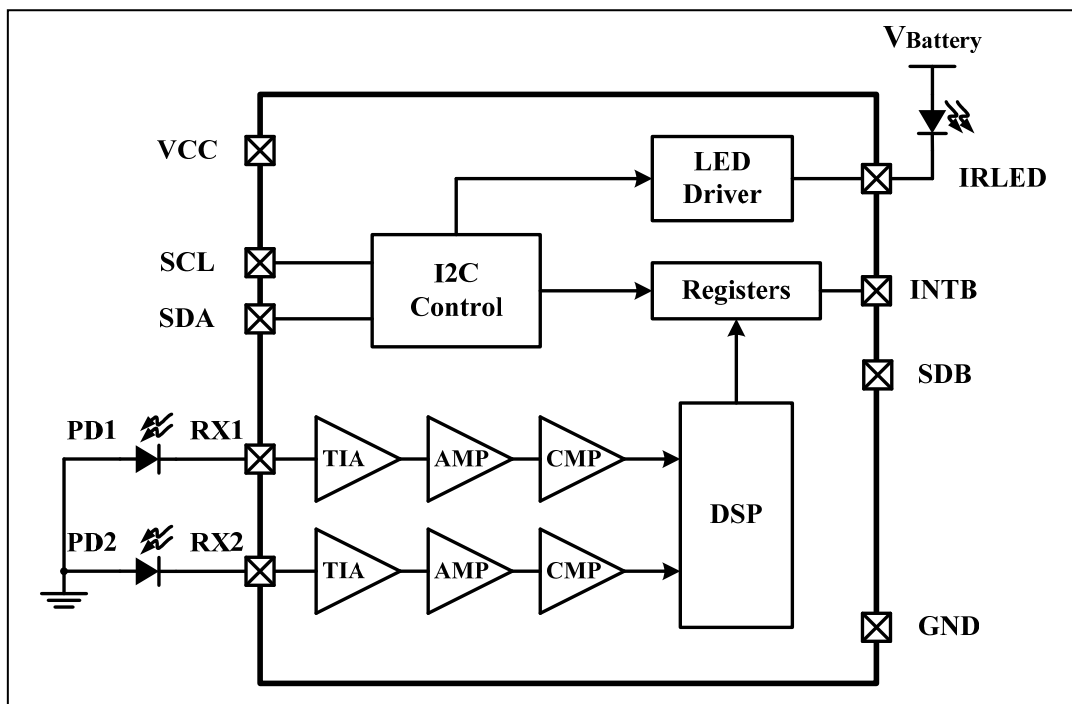 VBattery
VCC
LED
Driver
IRLED
SCL
I2C
Control
Registers
INTB
SDA
SDB
PD1
RX1
TIA
AMP
CMP
DSP
PD2
RX2
TIA
AMP
CMP
GND